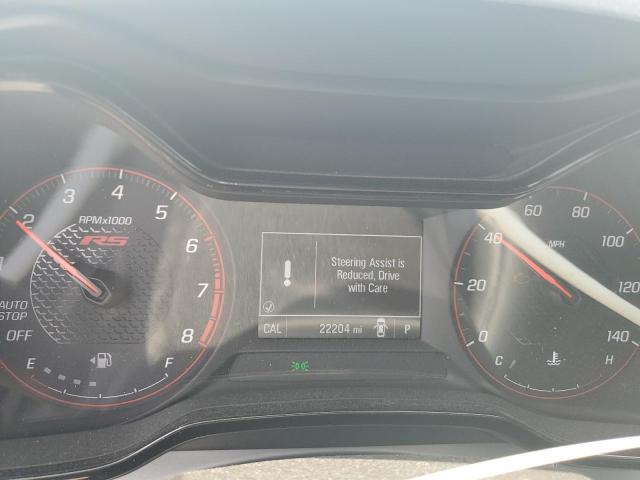 1
2
3
4
5
6
7
8
RPMx1000
RS
AUTO
STOP
OFF
E
F
Steering Assist is
Reduced, Drive
with Care
CAL
22204 mi
P
0
20
40
60
80
100
120
140
MPH
C
H